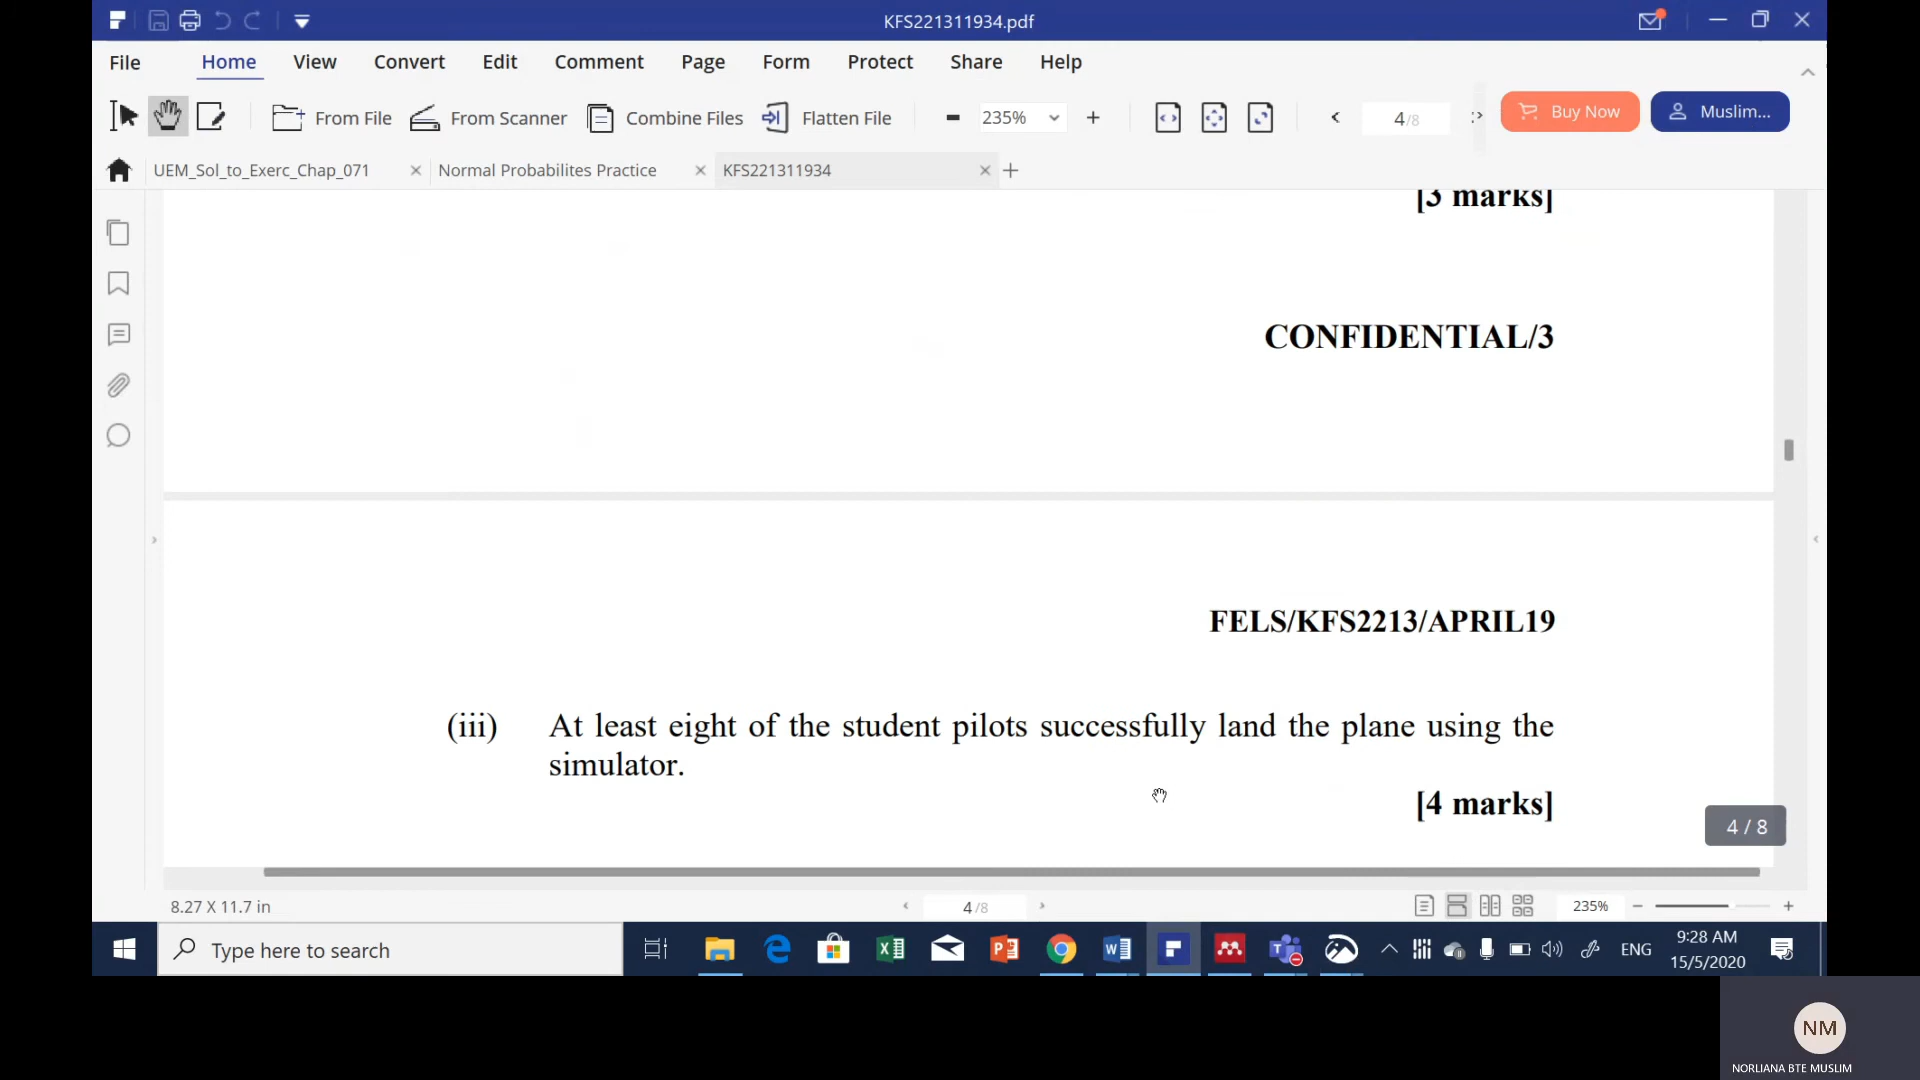 KFS221311934.pdf
File Home View Convert Edit Comment Page Form Protect Share Help
From File From Scanner Combine Files Flatten File 235% 4/8 Buy Now Muslim...
UEM_Sol_to_Exerc_Chap_071 Normal Probabilites Practice KFS221311934
[3 marks]
CONFIDENTIAL/3
FELS/KFS2213/APRIL19
(iii) At least eight of the student pilots successfully land the plane using the
simulator.
[4 marks]
4 / 8
8.27 X 11.7 in 4/8 235%
Type here to search ENG 9:28 AM
15/5/2020
NM
NORLIANA BTE MUSLIM